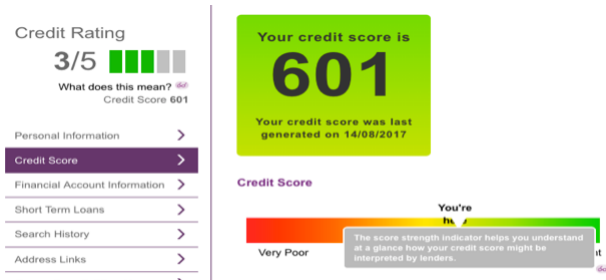 Credit Rating
3/5
What does this mean?
Credit Score 601
Personal Information
Credit Score
Financial Account Information
Short Term Loans
Search History
Address Links
Your credit score is
601
Your credit score was last
generated on 14/08/2017
Credit Score
You're
Very Poor
The score strength indicator helps you understand
at a glance how your credit score might be
interpreted by lenders.